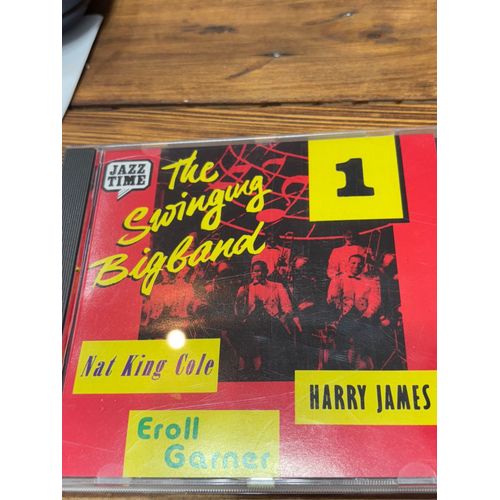 JAZZ
TIME
The
Swinging
Bigband
1
Nat King Cole
HARRY JAMES
Eroll
Garner